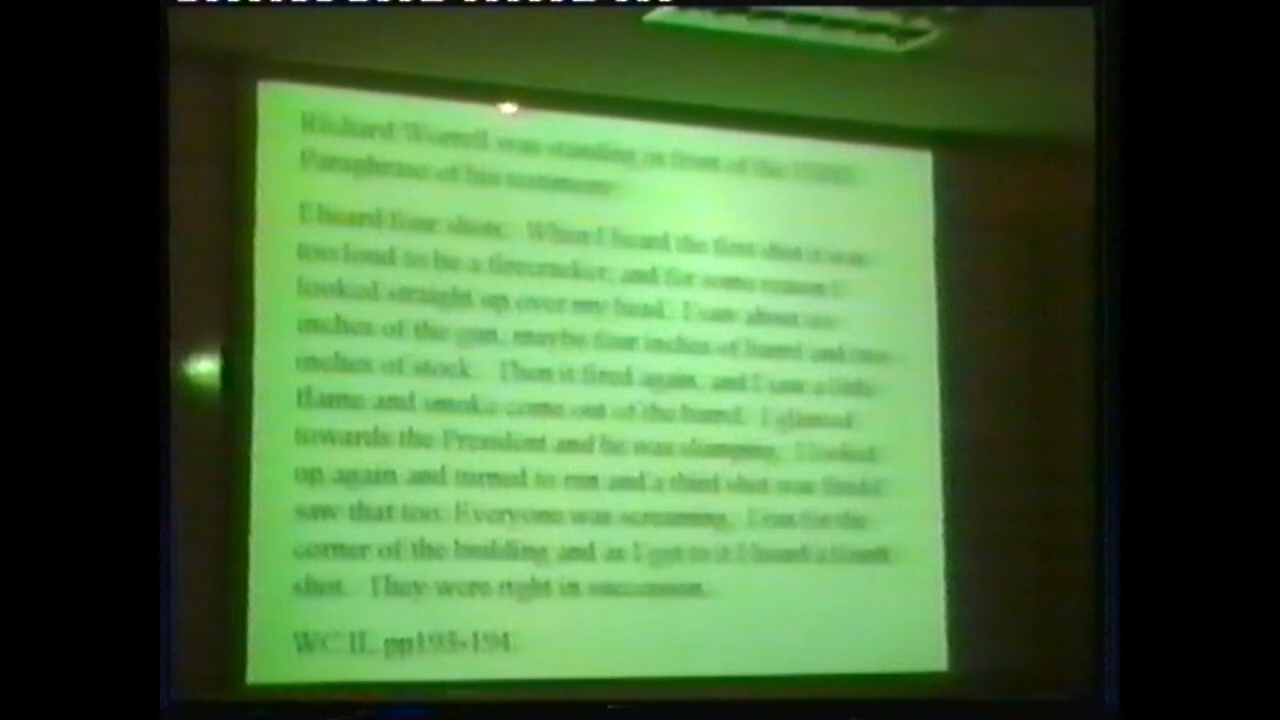 Richard Worrell was standing in front of the
Paraphrase of his testimony:
I heard four shots. When I heard the first shot it was
too loud to be a firecracker, and for some reason I
looked straight up over my head. I saw about six
inches of the gun, maybe four inches of barrel and two
inches of stock. Then it fired again, and I saw a little
flame and smoke come out of the barrel. I glanced
towards the President and he was slumping. I looked
up again and turned to run and a third shot was fired I
saw that too. Everyone was screaming. I ran for the
corner of the building and as I got to it I heard a fourth
shot. They were right in succession.
WC II, pp193-194.